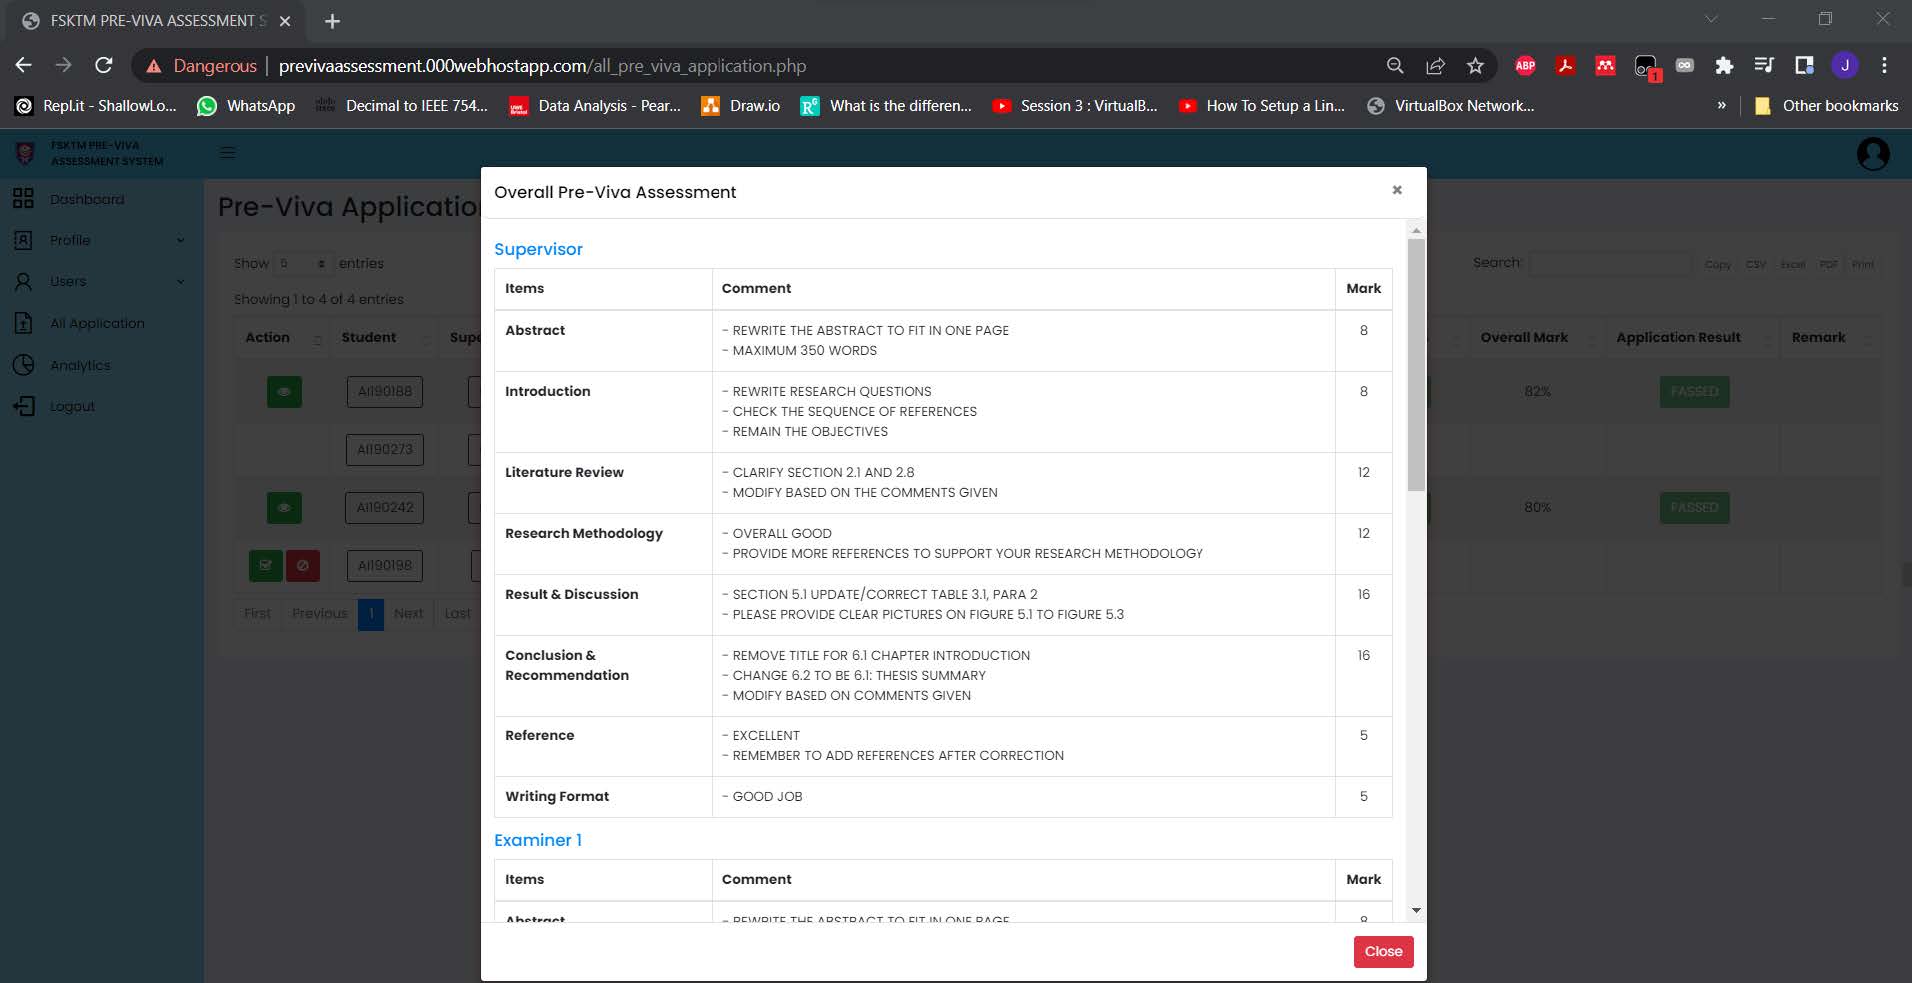 FSKTM PRE-VIVA ASSESSMENT S
Dangerous | previvaassessment.000webhostapp.com/all_pre_viva_application.php
ABP
1
J
Repl.it - ShallowLo...
WhatsApp
Decimal to IEEE 754...
Data Analysis - Pear...
Draw.io
What is the differen...
Session 3 : VirtualB...
How To Setup a Lin...
VirtualBox Network...
»
Other bookmarks
FSKTM PRE-VIVA
ASSESSMENT SYSTEM
Dashboard
Profile
Users
All Application
Analytics
Logout
Pre-Viva Applicatio
Show 5 entries
Search:
Copy CSV Excel PDF Print
Showing 1 to 4 of 4 entries
Action Student Supe
Overall Mark Application Result Remark
AI190188
82% PASSED
AI190273
AI190242
80% PASSED
AI190198
First Previous 1 Next Last
Overall Pre-Viva Assessment
Supervisor
Items Comment Mark
Abstract - REWRITE THE ABSTRACT TO FIT IN ONE PAGE 8
- MAXIMUM 350 WORDS
Introduction - REWRITE RESEARCH QUESTIONS 8
- CHECK THE SEQUENCE OF REFERENCES
- REMAIN THE OBJECTIVES
Literature Review - CLARIFY SECTION 2.1 AND 2.8 12
- MODIFY BASED ON THE COMMENTS GIVEN
Research Methodology - OVERALL GOOD 12
- PROVIDE MORE REFERENCES TO SUPPORT YOUR RESEARCH METHODOLOGY
Result & Discussion - SECTION 5.1 UPDATE/CORRECT TABLE 3.1, PARA 2 16
- PLEASE PROVIDE CLEAR PICTURES ON FIGURE 5.1 TO FIGURE 5.3
Conclusion & - REMOVE TITLE FOR 6.1 CHAPTER INTRODUCTION 16
Recommendation - CHANGE 6.2 TO BE 6.1: THESIS SUMMARY
- MODIFY BASED ON COMMENTS GIVEN
Reference - EXCELLENT 5
- REMEMBER TO ADD REFERENCES AFTER CORRECTION
Writing Format - GOOD JOB 5
Examiner 1
Items Comment Mark
Abstract - REWRITE THE ABSTRACT TO FIT IN ONE PAGE 8
Close